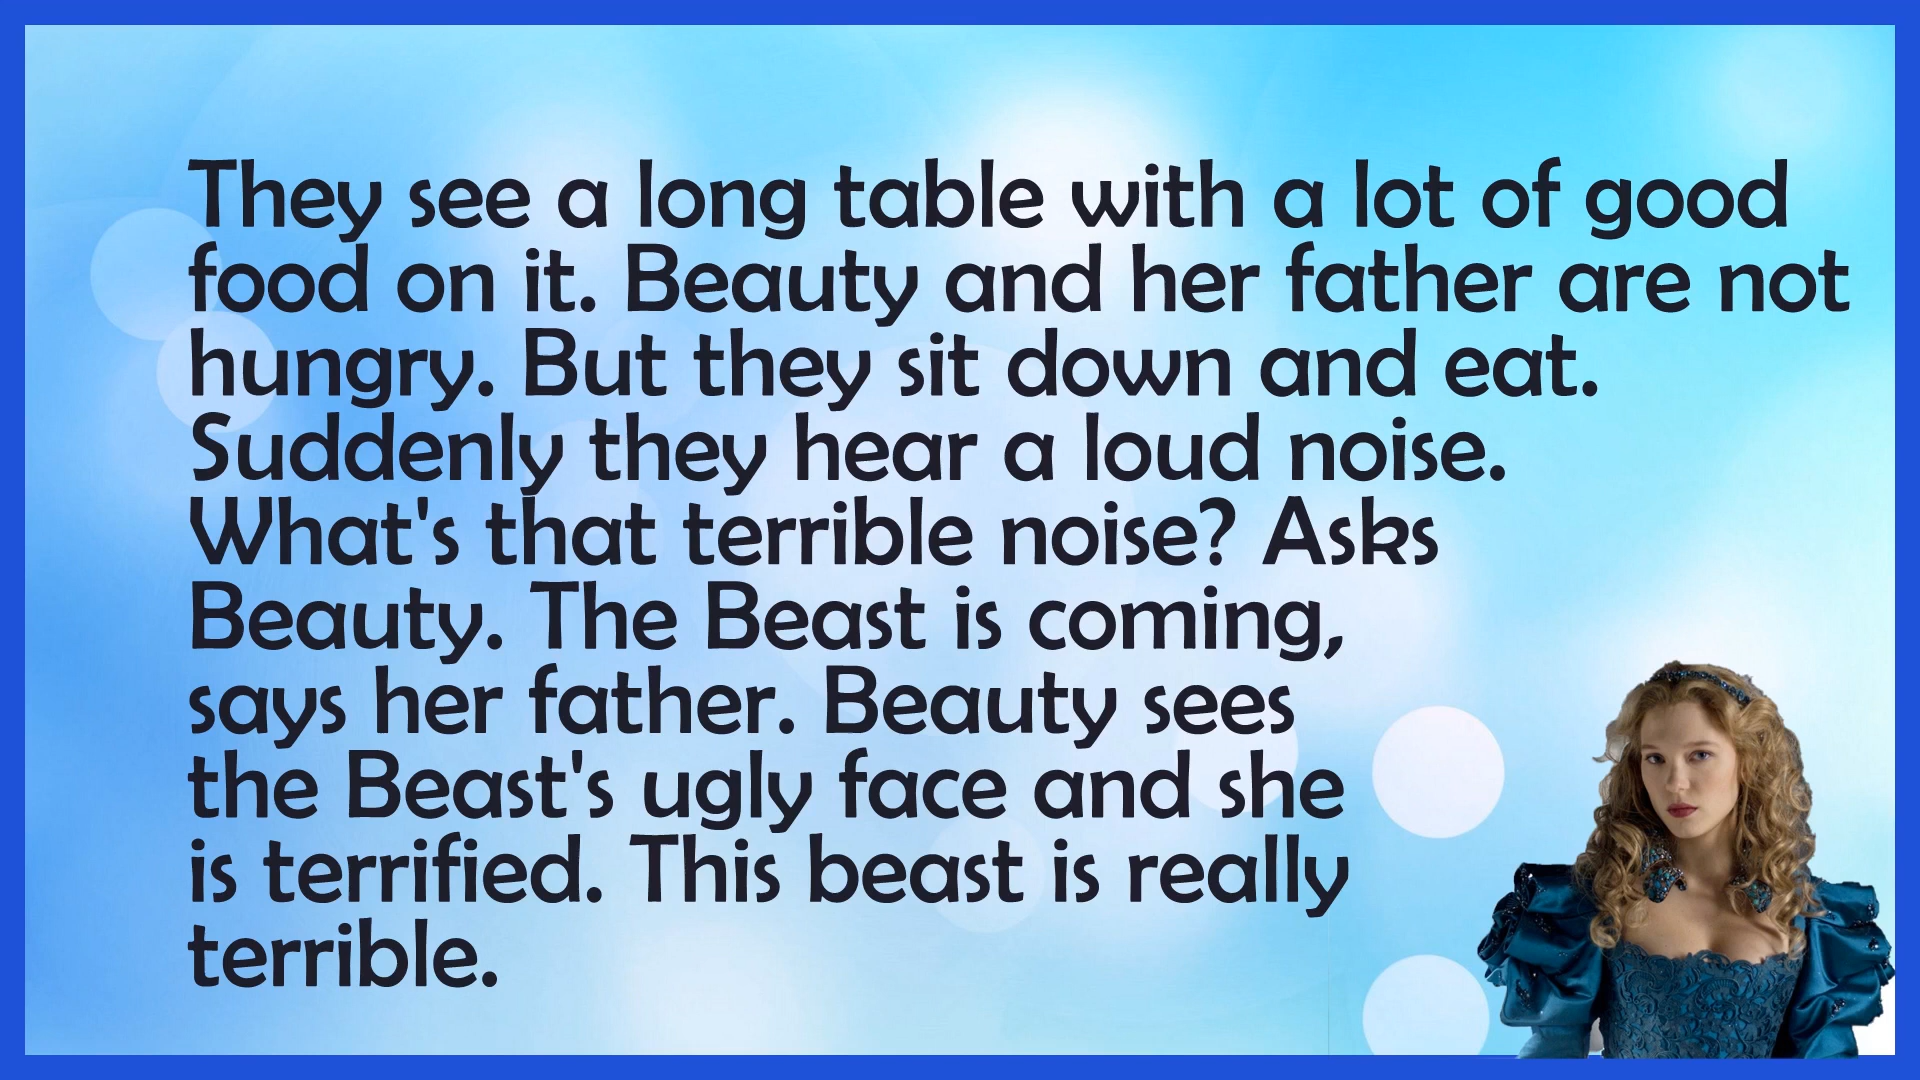 They see a long table with a lot of good
food on it. Beauty and her father are not
hungry. But they sit down and eat.
Suddenly they hear a loud noise.
What's that terrible noise? Asks
Beauty. The Beast is coming,
says her father. Beauty sees
the Beast's ugly face and she
is terrified. This beast is really
terrible.